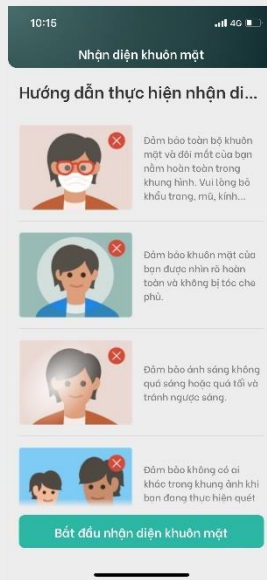 10:15
4G
Nhận diện khuôn mặt
Hướng dẫn thực hiện nhận di...
Đảm bảo toàn bộ khuôn
mặt và đôi mắt của bạn
nằm hoàn toàn trong
khung hình. Vui lòng bỏ
khẩu trang, mũ, kính...
Đảm bảo khuôn mặt của
bạn được nhìn rõ hoàn
toàn và không bị tóc che
phủ.
Đảm bảo ánh sáng không
quá sáng hoặc quá tối và
tránh ngược sáng.
Đảm bảo không có ai
khác trong khung ảnh khi
bạn đang thực hiện quét
Bắt đầu nhận diện khuôn mặt